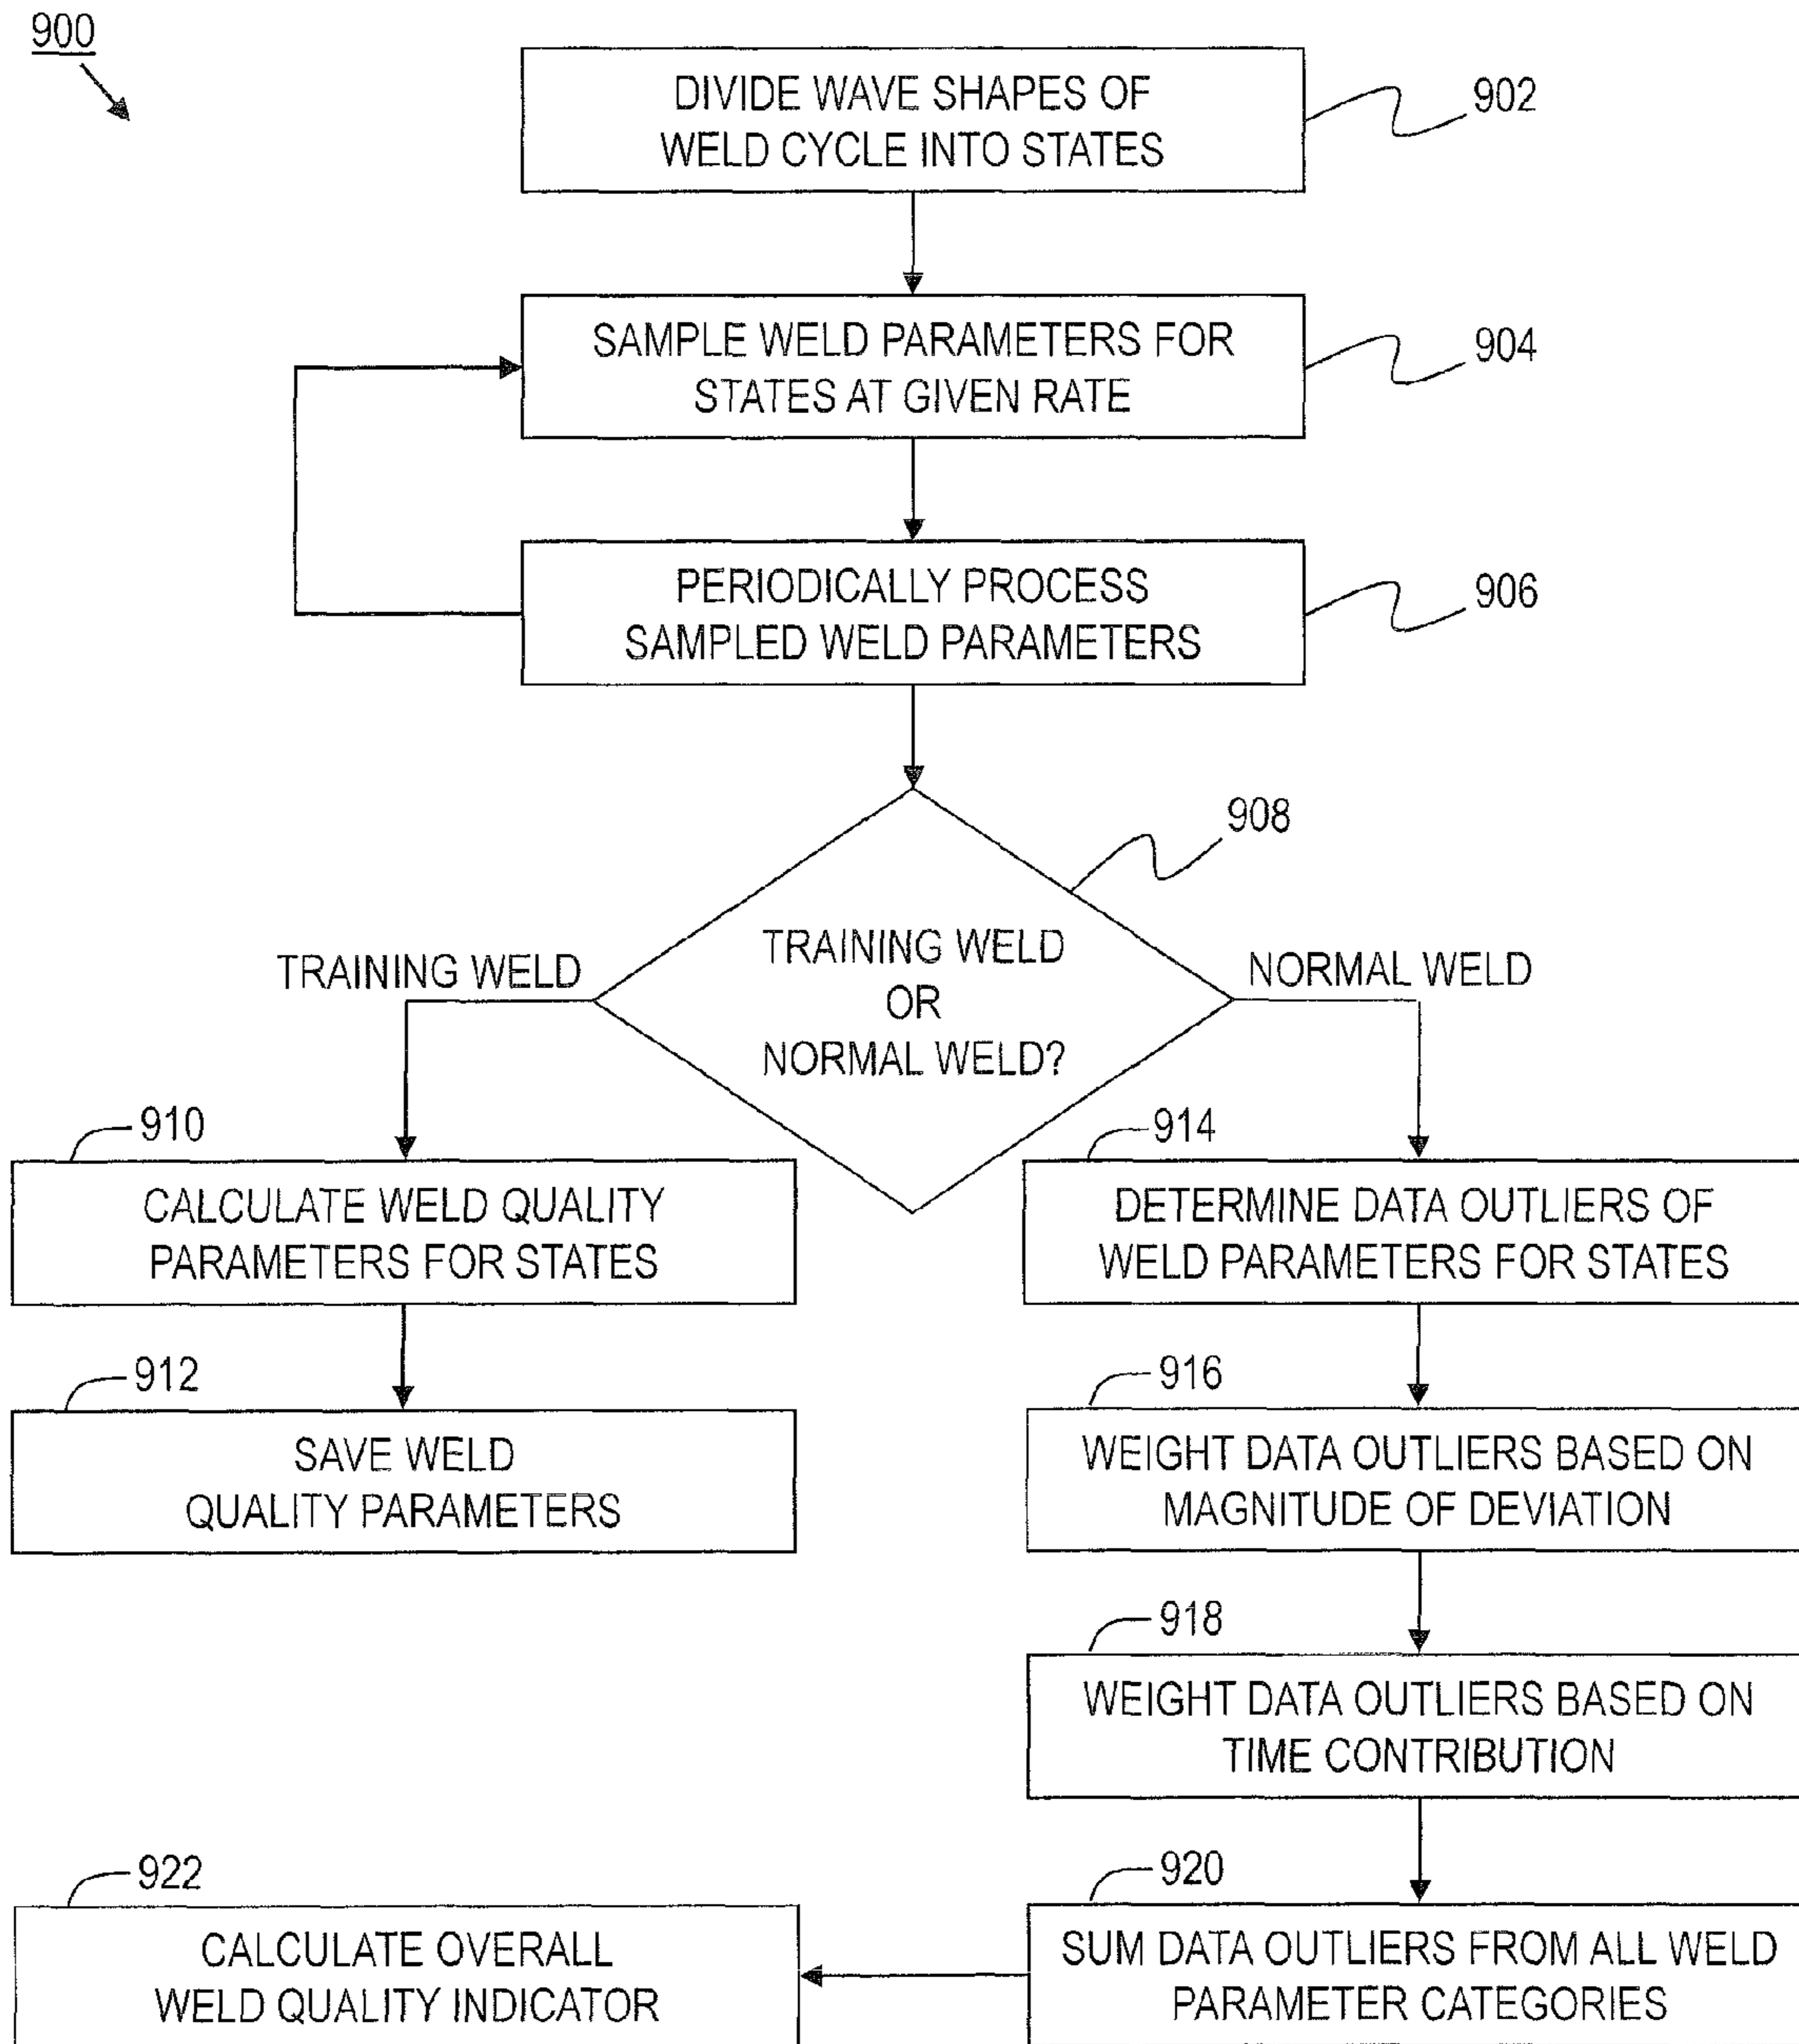 900
DIVIDE WAVE SHAPES OF
WELD CYCLE INTO STATES
902
SAMPLE WELD PARAMETERS FOR
STATES AT GIVEN RATE
904
PERIODICALLY PROCESS
SAMPLED WELD PARAMETERS
906
908
TRAINING WELD
OR
NORMAL WELD?
TRAINING WELD
NORMAL WELD
910
CALCULATE WELD QUALITY
PARAMETERS FOR STATES
912
SAVE WELD
QUALITY PARAMETERS
914
DETERMINE DATA OUTLIERS OF
WELD PARAMETERS FOR STATES
916
WEIGHT DATA OUTLIERS BASED ON
MAGNITUDE OF DEVIATION
918
WEIGHT DATA OUTLIERS BASED ON
TIME CONTRIBUTION
920
SUM DATA OUTLIERS FROM ALL WELD
PARAMETER CATEGORIES
922
CALCULATE OVERALL
WELD QUALITY INDICATOR